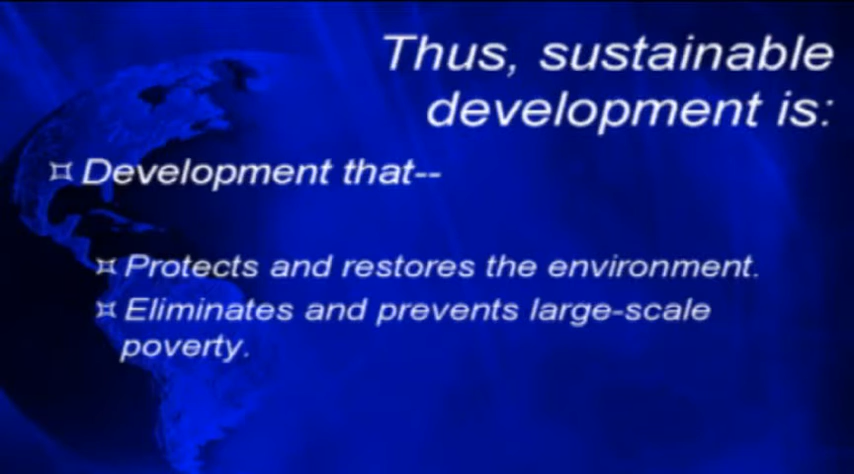 Thus, sustainable
development is:
¤ Development that--
¤ Protects and restores the environment.
¤ Eliminates and prevents large-scale
poverty.